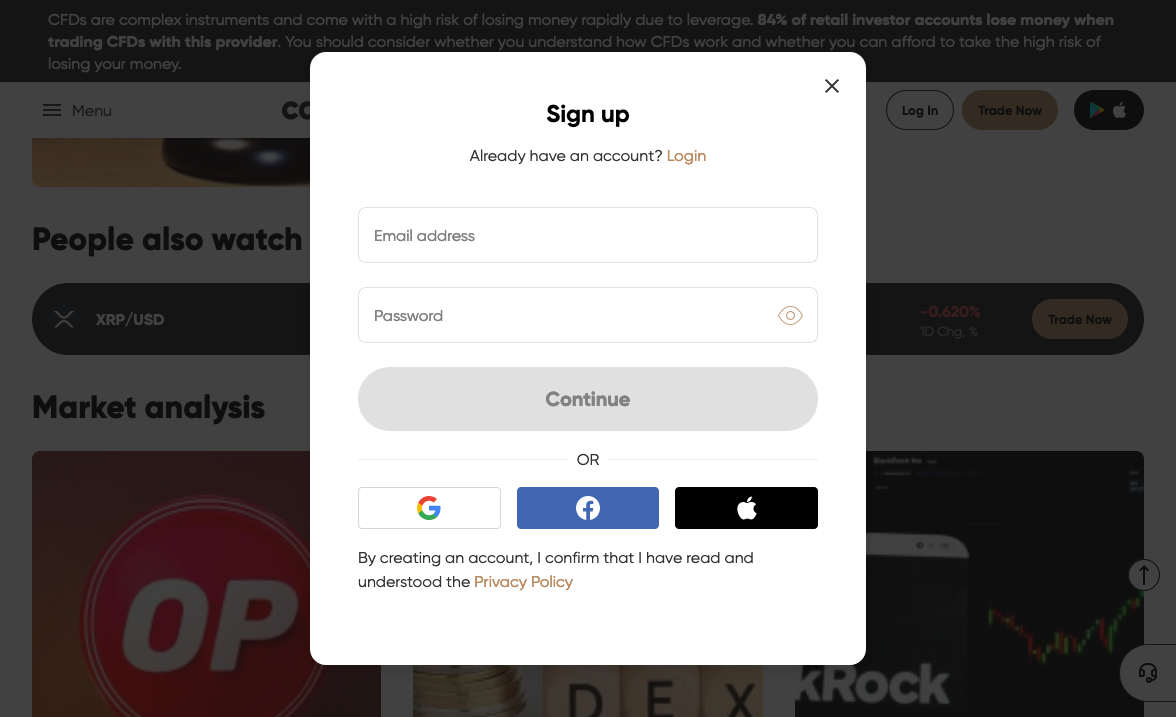 CFDs are complex instruments and come with a high risk of losing money rapidly due to leverage. 84% of retail investor accounts lose money when
trading CFDs with this provider. You should consider whether you understand how CFDs work and whether you can afford to take the high risk of
losing your money.
Menu
Log In
Trade Now
Sign up
Already have an account? Login
Email address
People also watch
Password
XRP/USD
-0.620%
1D Chg, %
Trade Now
Continue
Market analysis
OR
By creating an account, I confirm that I have read and
understood the Privacy Policy
OP
kRock
D E X